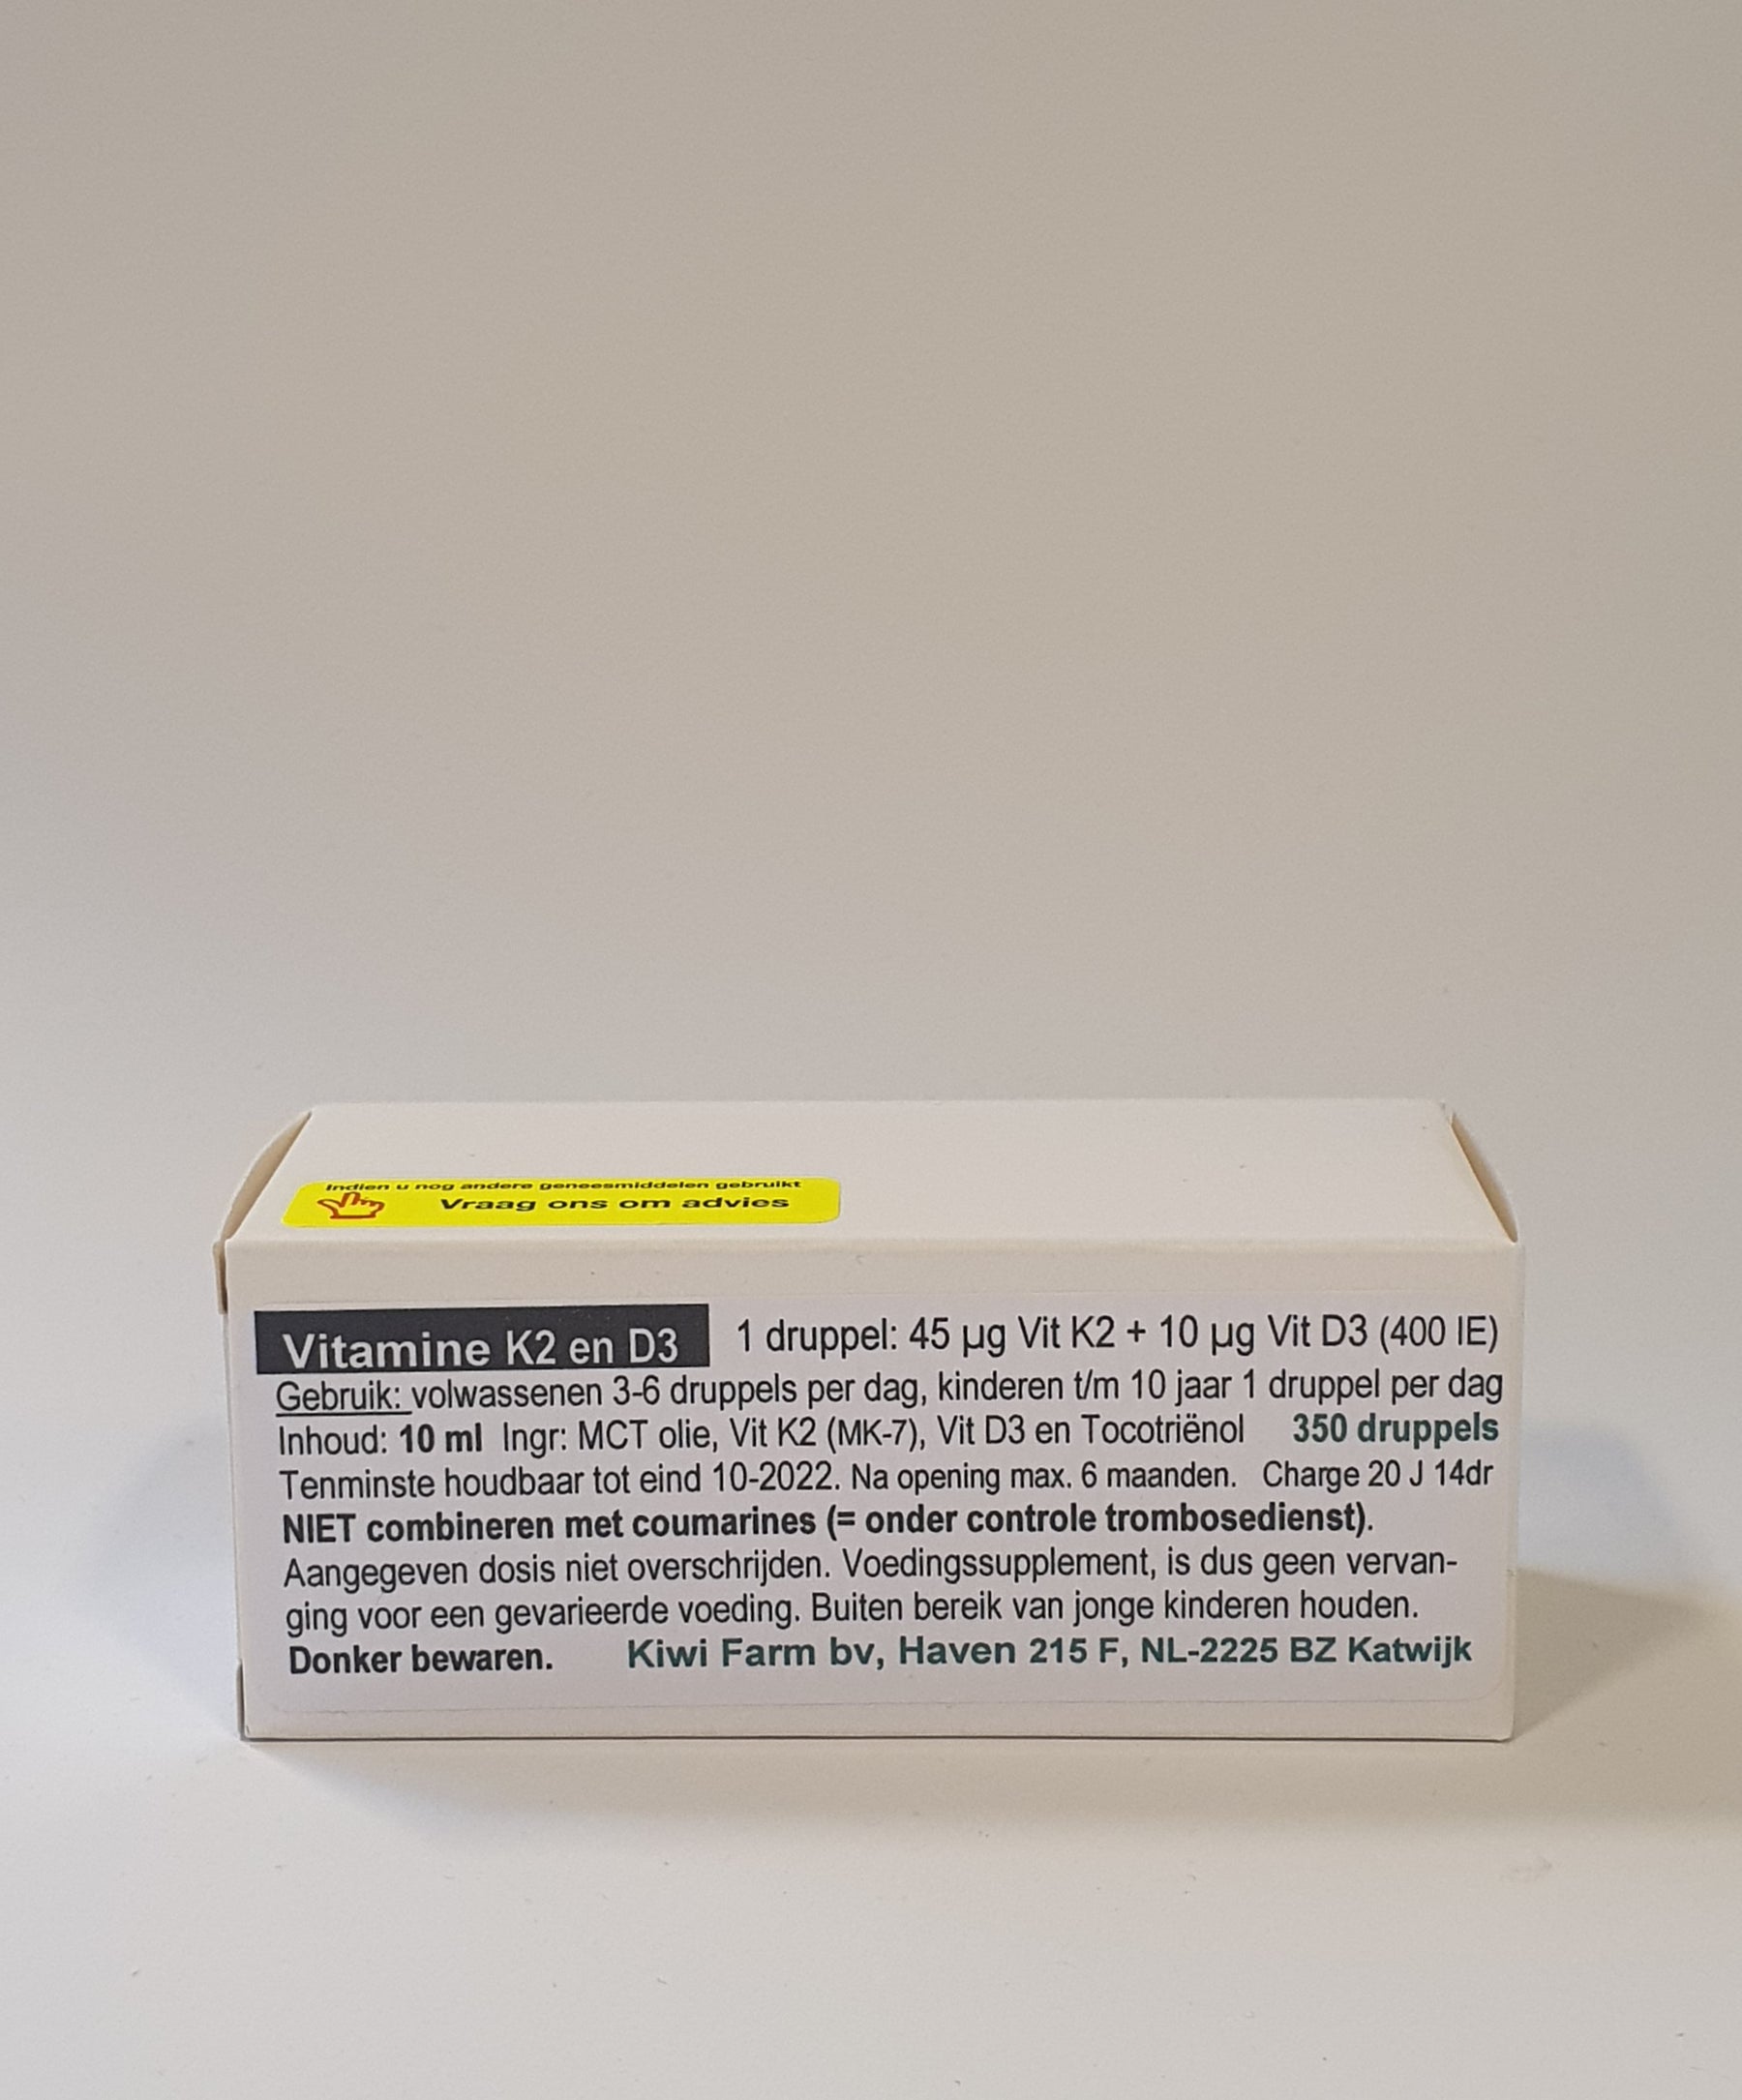 Indien u nog andere geneesmiddelen gebruikt
Vraag ons om advies
Vitamine K2 en D3 1 druppel: 45 µg Vit K2 + 10 µg Vit D3 (400 IE)
Gebruik: volwassenen 3-6 druppels per dag, kinderen t/m 10 jaar 1 druppel per dag
Inhoud: 10 ml Ingr: MCT olie, Vit K2 (MK-7), Vit D3 en Tocotriënol 350 druppels
Tenminste houdbaar tot eind 10-2022. Na opening max. 6 maanden. Charge 20 J 14dr
NIET combineren met coumarines (= onder controle trombosedienst).
Aangegeven dosis niet overschrijden. Voedingssupplement, is dus geen vervan-
ging voor een gevarieerde voeding. Buiten bereik van jonge kinderen houden.
Donker bewaren. Kiwi Farm bv, Haven 215 F, NL-2225 BZ Katwijk